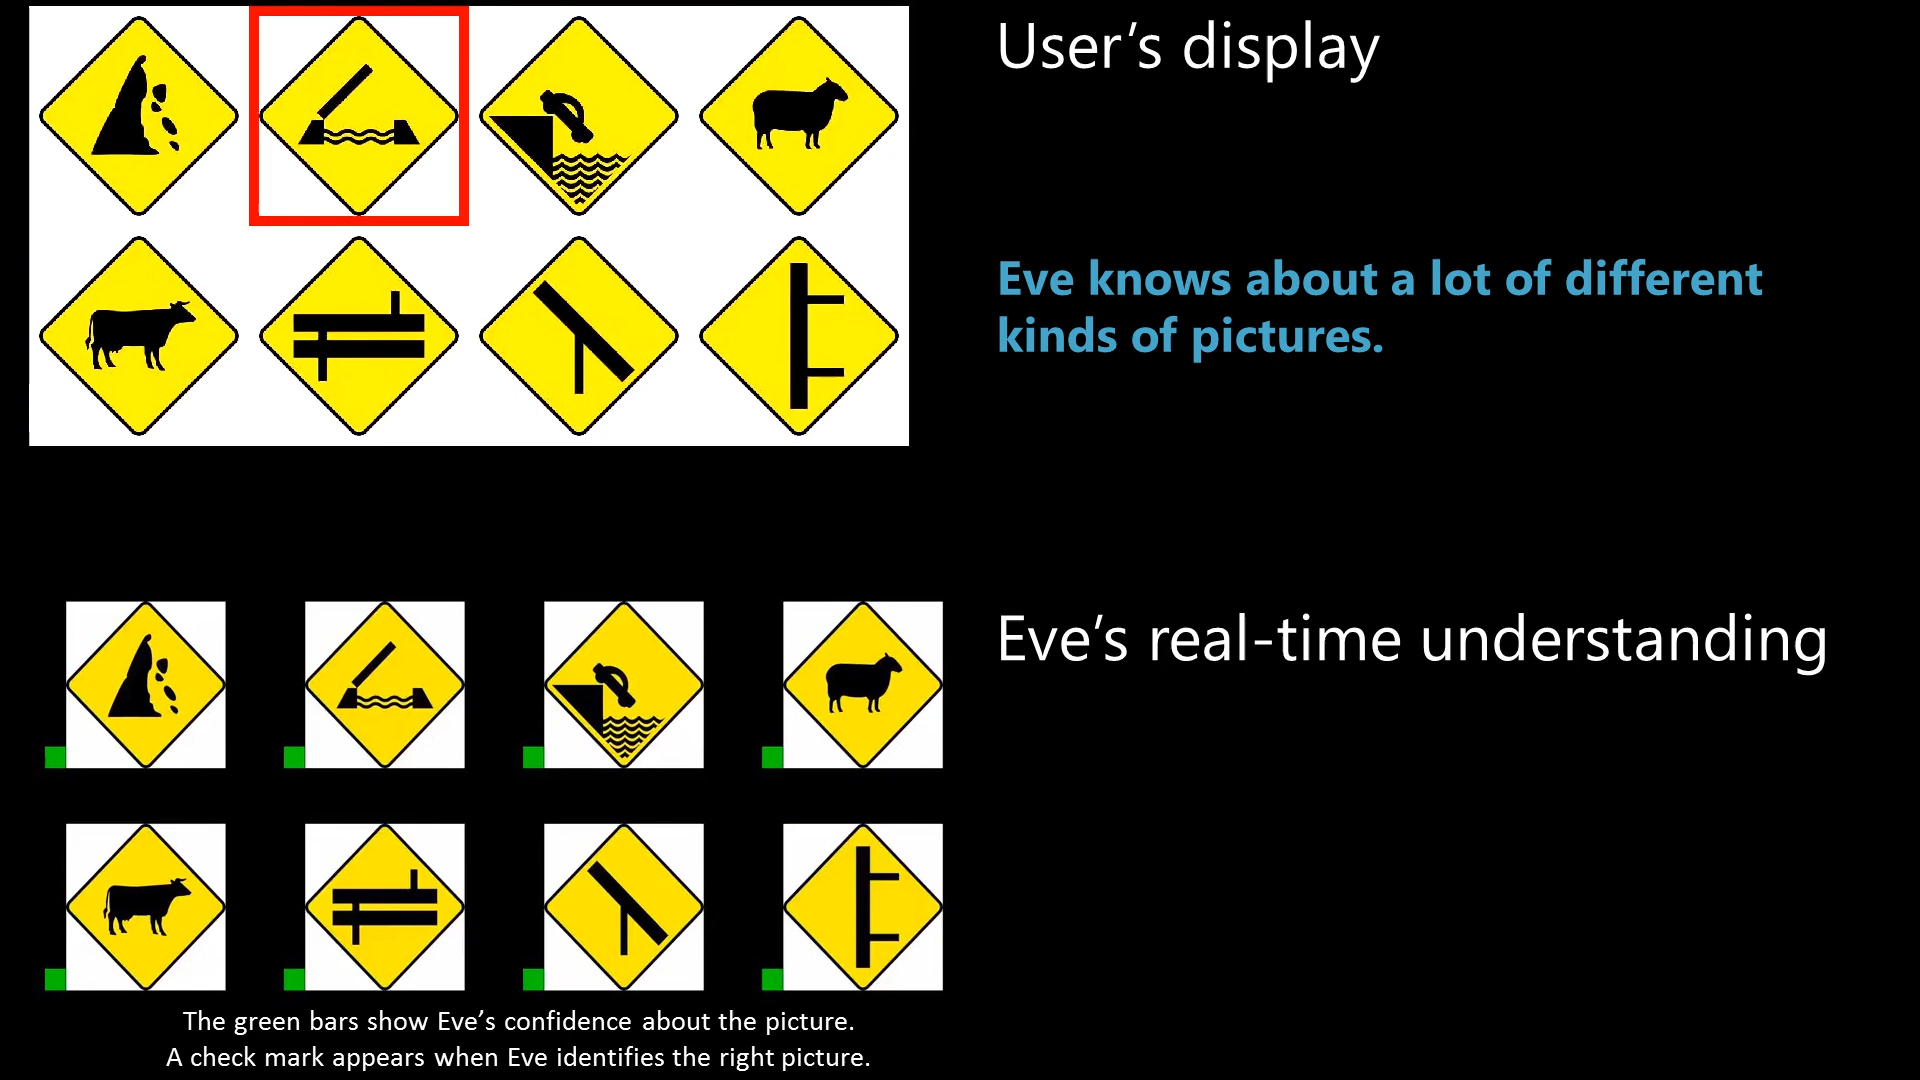 User’s display
Eve knows about a lot of different
kinds of pictures.
Eve’s real-time understanding
The green bars show Eve’s confidence about the picture.
A check mark appears when Eve identifies the right picture.